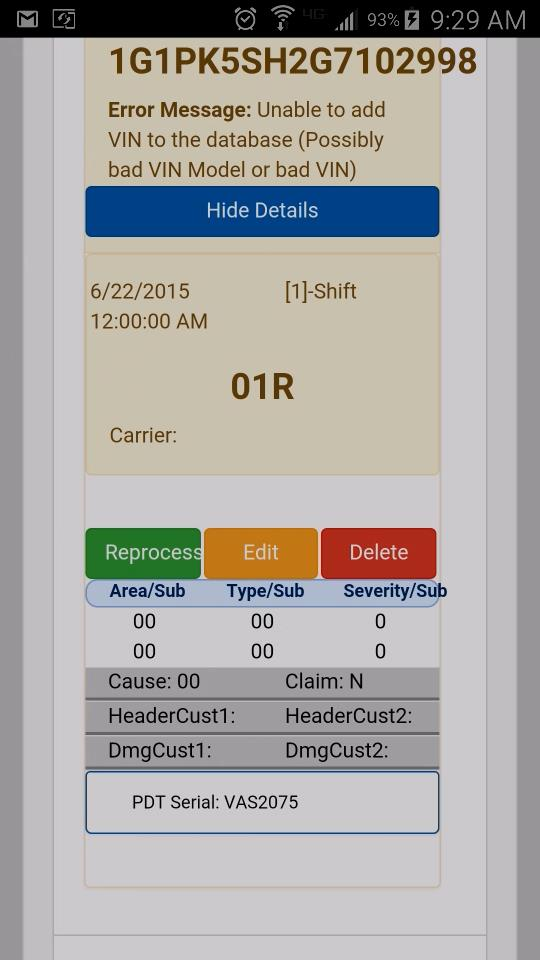 4G 93% 9:29 AM
1G1PK5SH2G7102998
Error Message: Unable to add
VIN to the database (Possibly
bad VIN Model or bad VIN)
Hide Details
6/22/2015 [1]-Shift
12:00:00 AM
01R
Carrier:
Reprocess Edit Delete
Area/Sub Type/Sub Severity/Sub
00 00 0
00 00 0
Cause: 00 Claim: N
HeaderCust1: HeaderCust2:
DmgCust1: DmgCust2:
PDT Serial: VAS2075